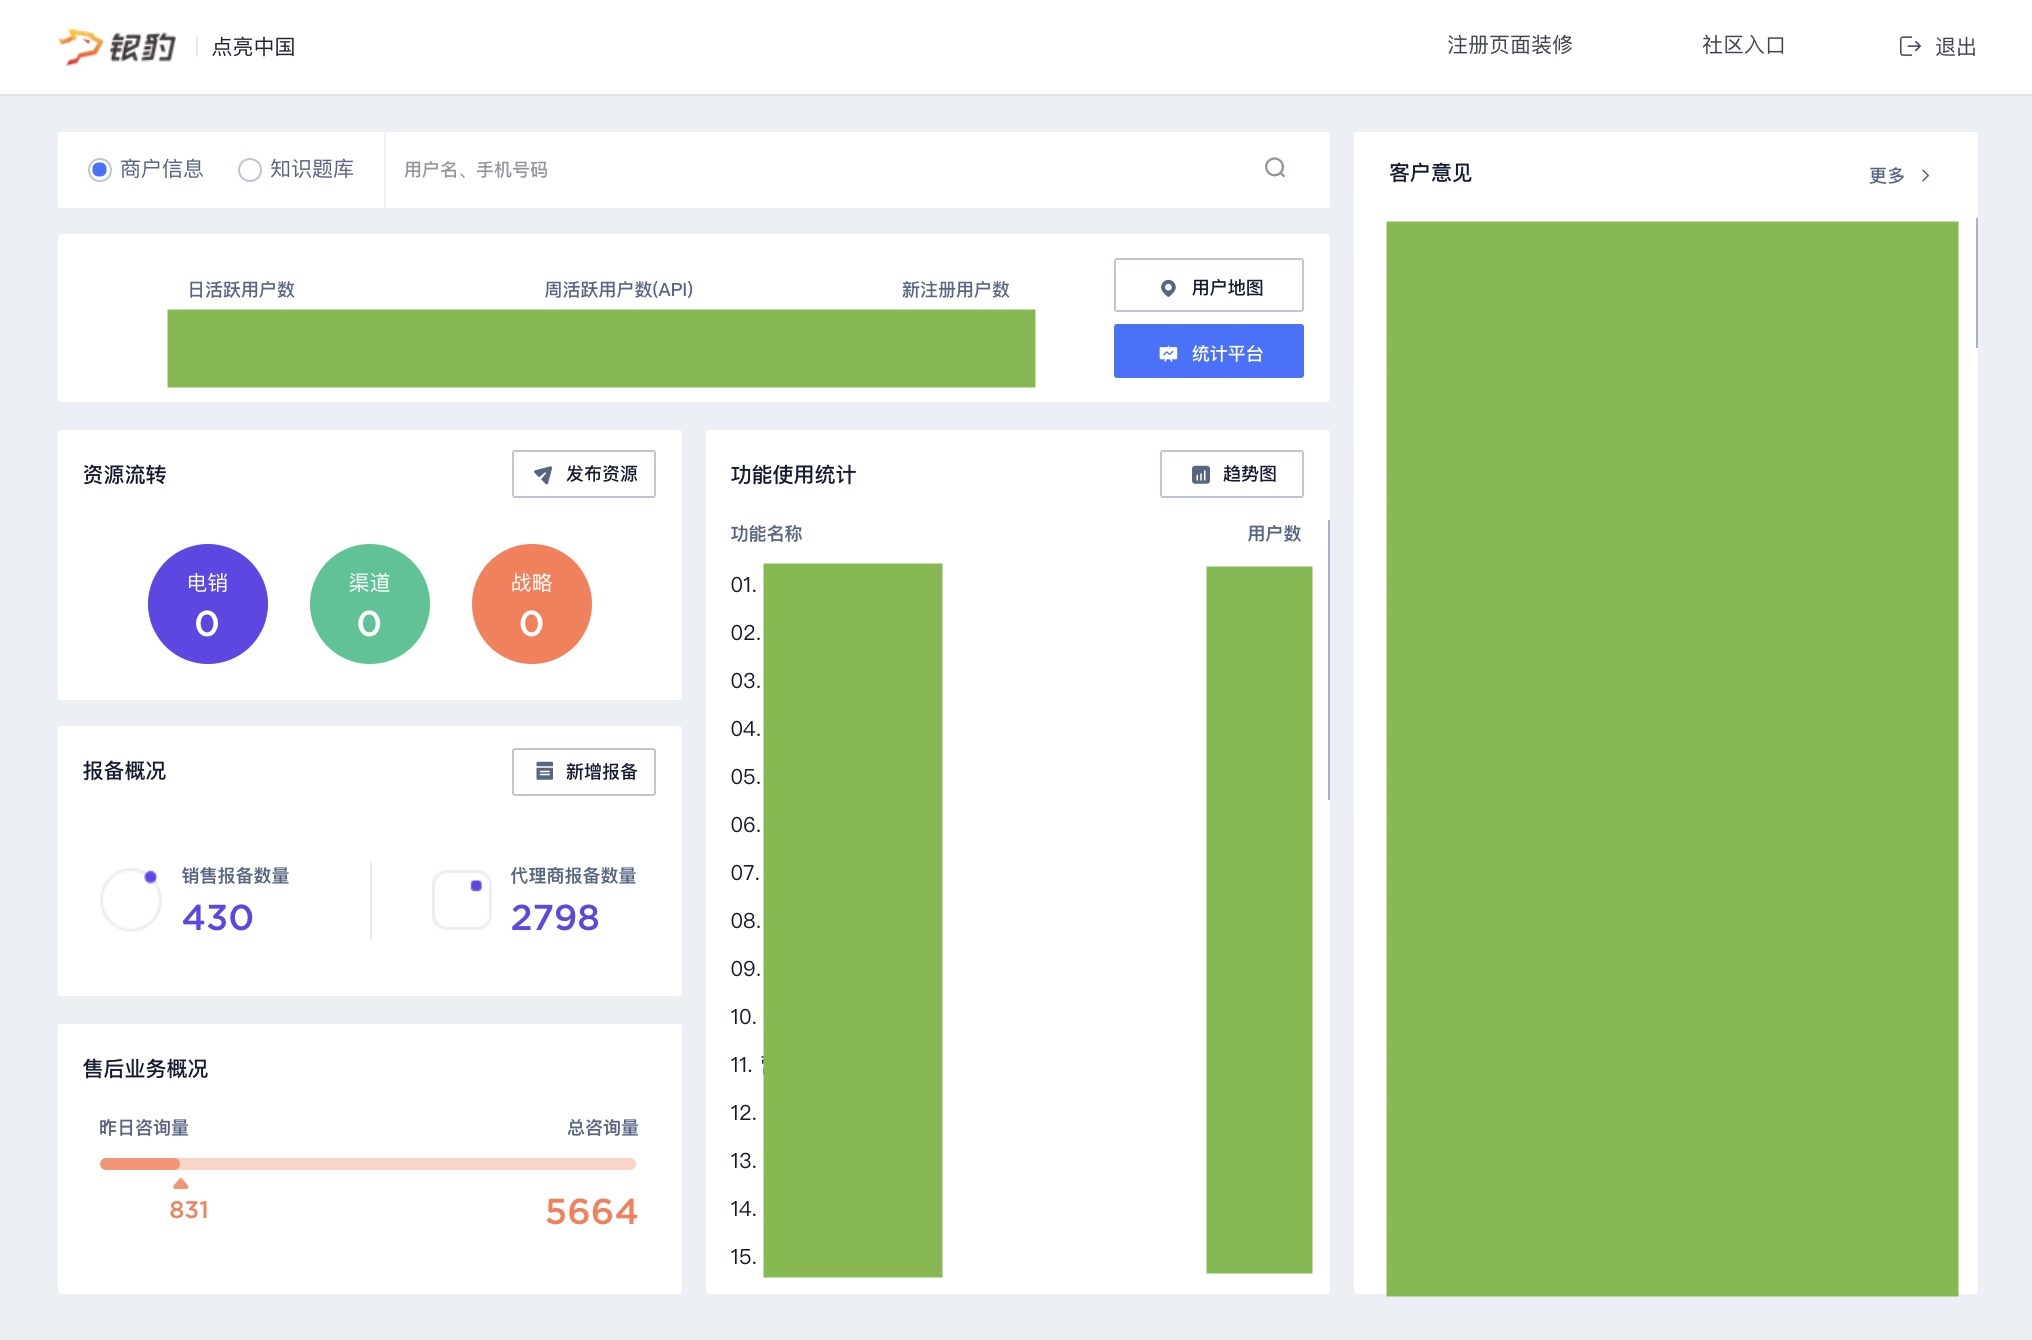 银豹
点亮中国
注册页面装修
社区入口
退出
商户信息
知识题库
用户名、手机号码
日活跃用户数
周活跃用户数(API)
新注册用户数
用户地图
统计平台
资源流转
发布资源
电销
0
渠道
0
战略
0
报备概况
新增报备
销售报备数量
430
代理商报备数量
2798
售后业务概况
昨日咨询量
总咨询量
831
5664
功能使用统计
趋势图
功能名称
用户数
01.
02.
03.
04.
05.
06.
07.
08.
09.
10.
11.
12.
13.
14.
15.
客户意见
更多